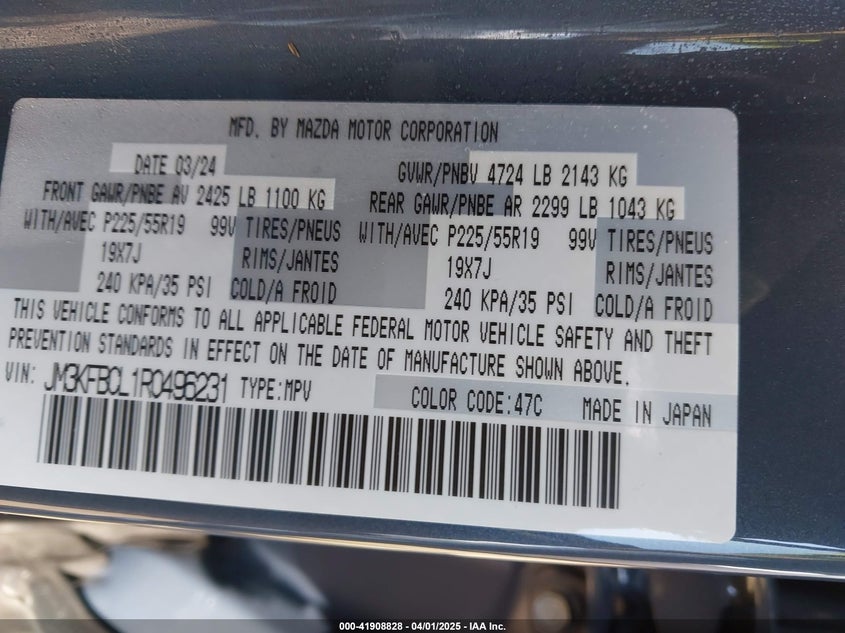 MFD. BY MAZDA MOTOR CORPORATION
DATE 03/24 GVWR/PNBV 4724 LB 2143 KG
FRONT GAWR/PNBE AV 2425 LB 1100 KG REAR GAWR/PNBE AR 2299 LB 1043 KG
WITH/AVEC P225/55R19 99V TIRES/PNEUS WITH/AVEC P225/55R19 99V TIRES/PNEUS
19X7J RIMS/JANTES 19X7J RIMS/JANTES
240 KPA/35 PSI COLD/A FROID 240 KPA/35 PSI COLD/A FROID
THIS VEHICLE CONFORMS TO ALL APPLICABLE FEDERAL MOTOR VEHICLE SAFETY AND THEFT
PREVENTION STANDARDS IN EFFECT ON THE DATE OF MANUFACTURE SHOWN ABOVE.
VIN: JM3KFBCL1R0496231 TYPE:MPV COLOR CODE:47C MADE IN JAPAN
000-41908828 - 04/01/2025 - IAA Inc.